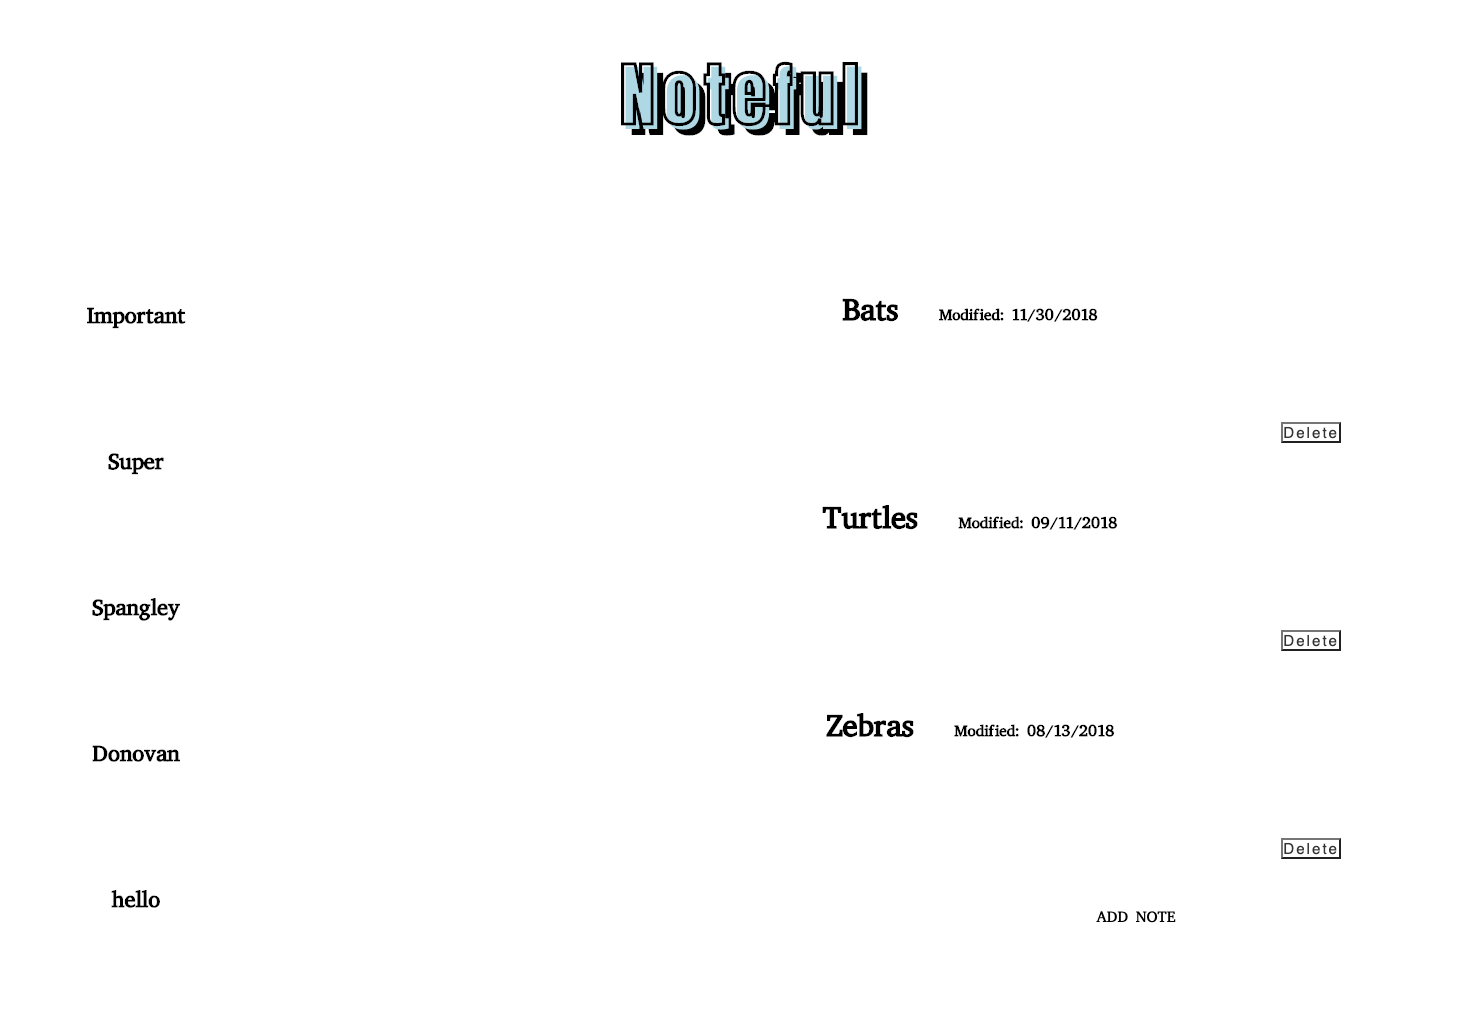 Noteful
Important
Super
Spangley
Donovan
hello
Bats Modified: 11/30/2018
Delete
Turtles Modified: 09/11/2018
Delete
Zebras Modified: 08/13/2018
Delete
ADD NOTE